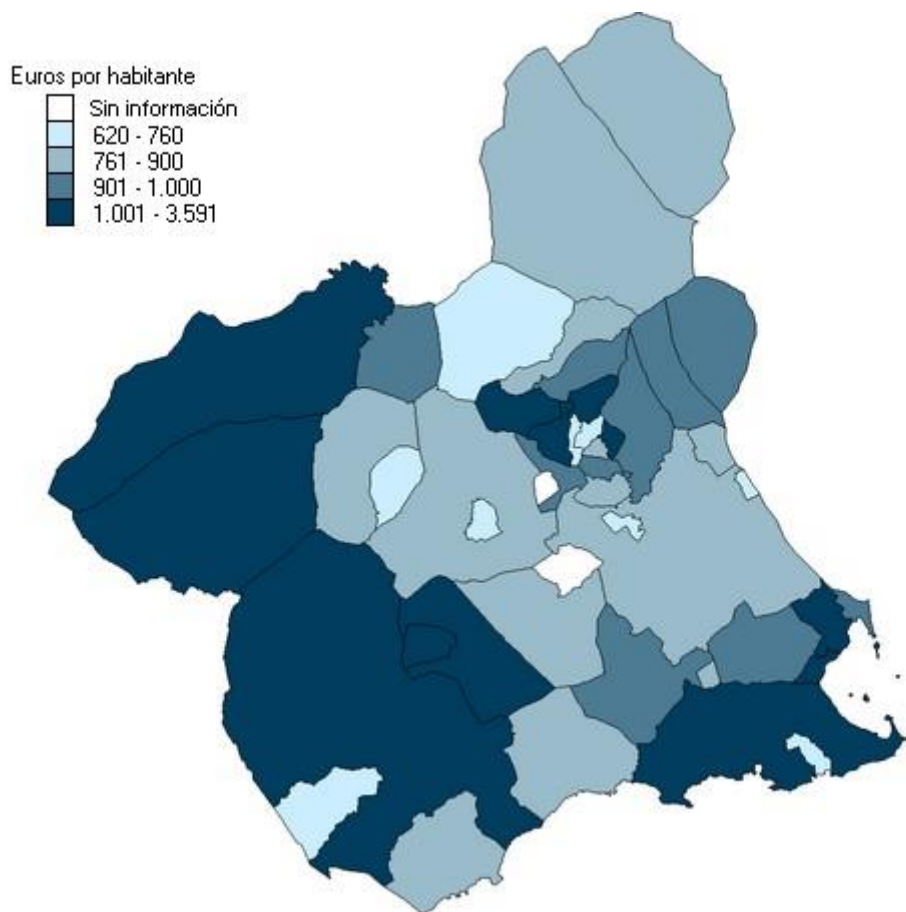 Euros por habitante
Sin información
620 - 760
761 - 900
901 - 1.000
1.001 - 3.591